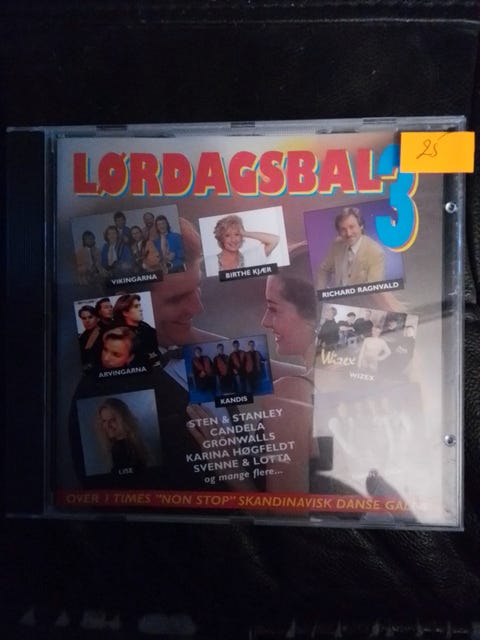 LØRDAGSBAL 3
25
VIKINGARNA
BIRTHE KJÆR
RICHARD RAGNVALD
ARVINGARNA
KANDIS
Wizex
WIZEX
LISE
STEN & STANLEY
CANDELA
GRÖNWALLS
KARINA HØGFELDT
SVENNE & LOTTA
og mange flere...
OVER 1 TIMES "NON STOP" SKANDINAVISK DANSE